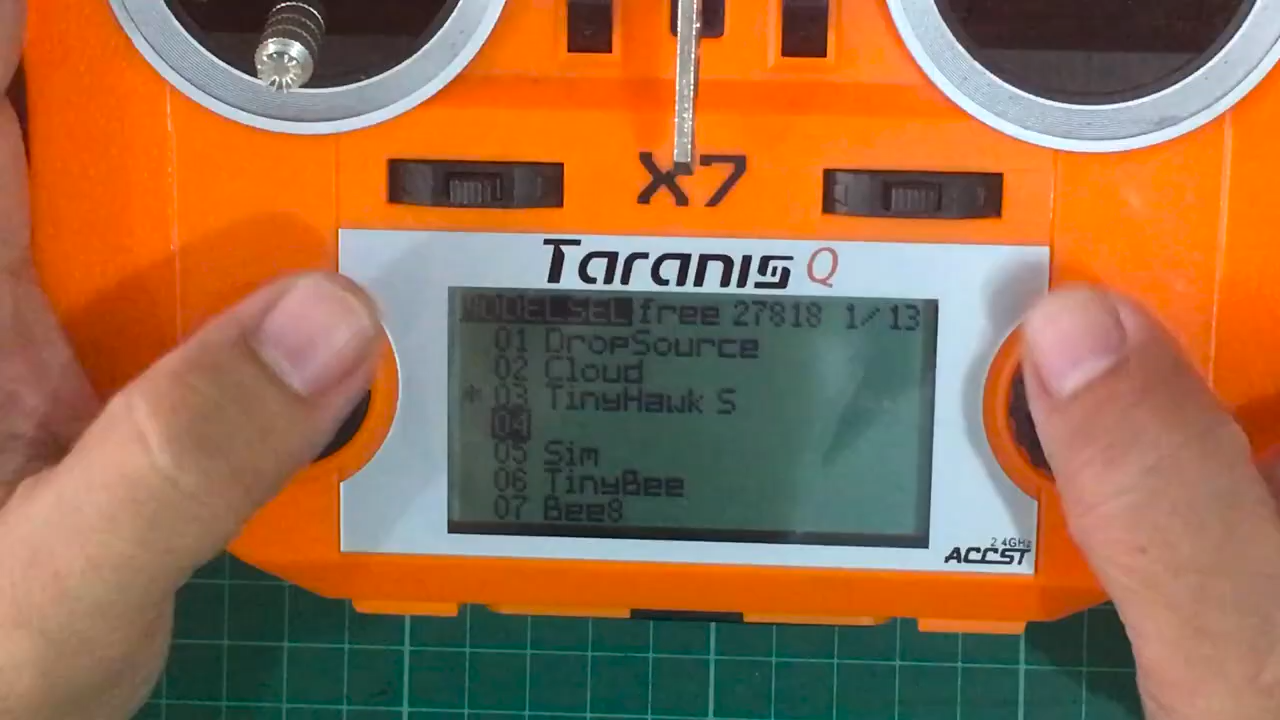 X7
Taranis Q
MODELSEL free 27818 1/13
01 DropSource
02 Cloud
* 03 TinyHawk S
04
05 Sim
06 TinyBee
07 Bee8
2.4GHz
ACCST